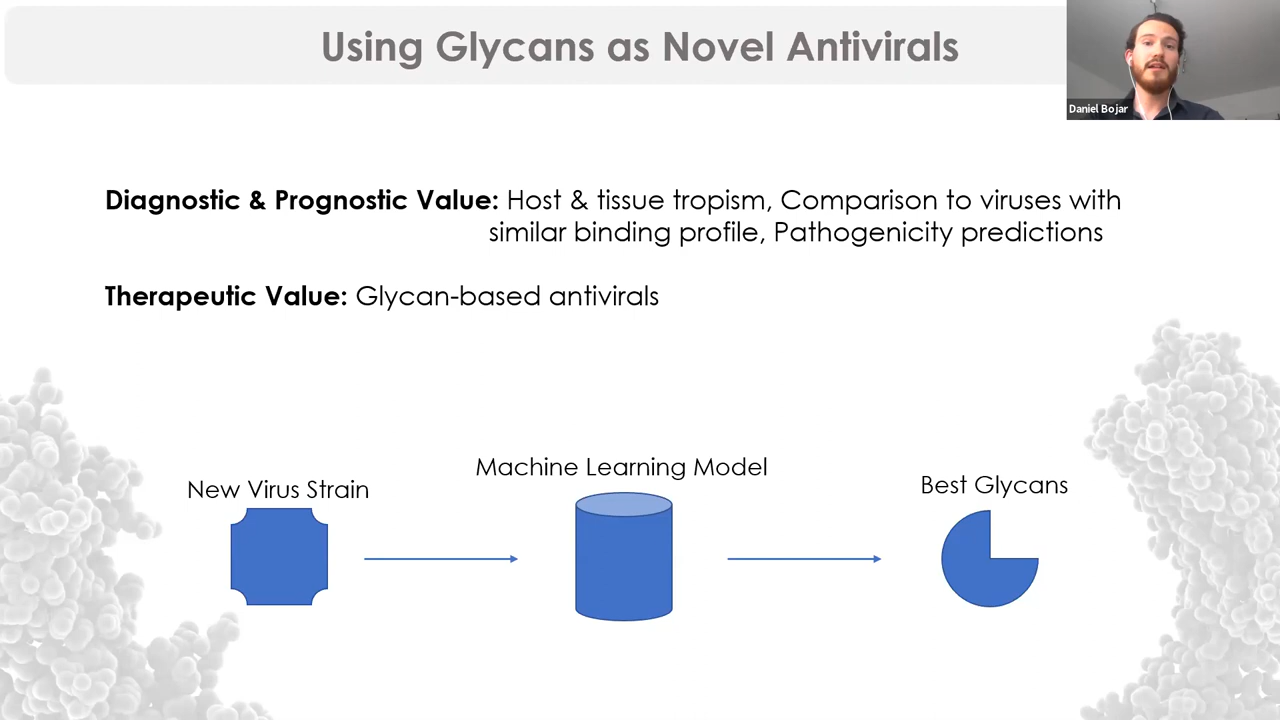 Using Glycans as Novel Antivirals
Daniel Bojar
Diagnostic & Prognostic Value: Host & tissue tropism, Comparison to viruses with
similar binding profile, Pathogenicity predictions
Therapeutic Value: Glycan-based antivirals
New Virus Strain
Machine Learning Model
Best Glycans